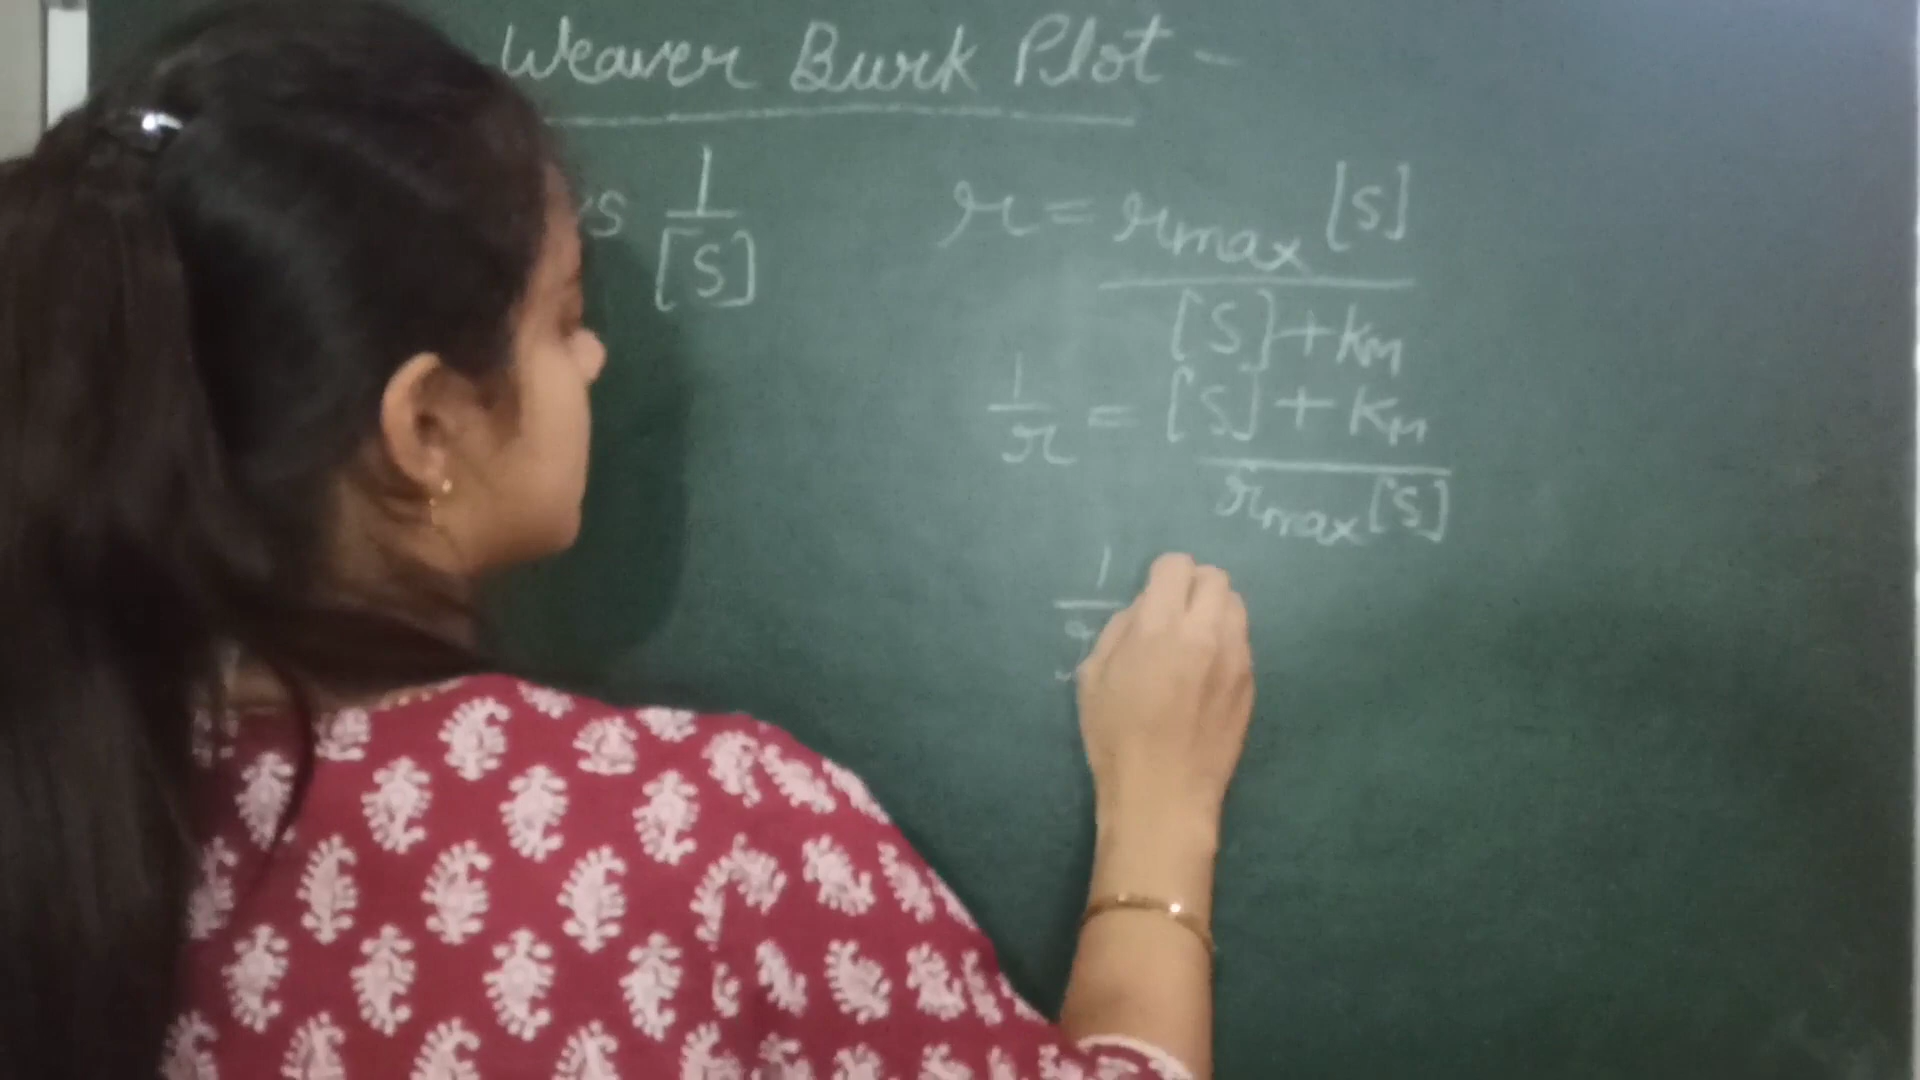 Weaver Burk Plot -
vs 1/[S]
r = rmax [S] / [S] + KM
1/r = [S] + KM / rmax [S]
1/r